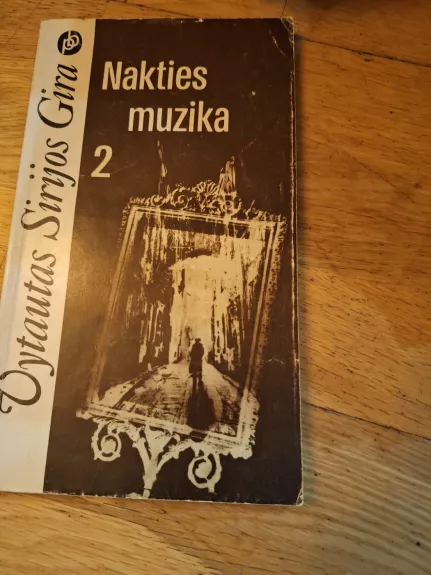 Vytautas Sirijos Gira
Nakties
muzika
2